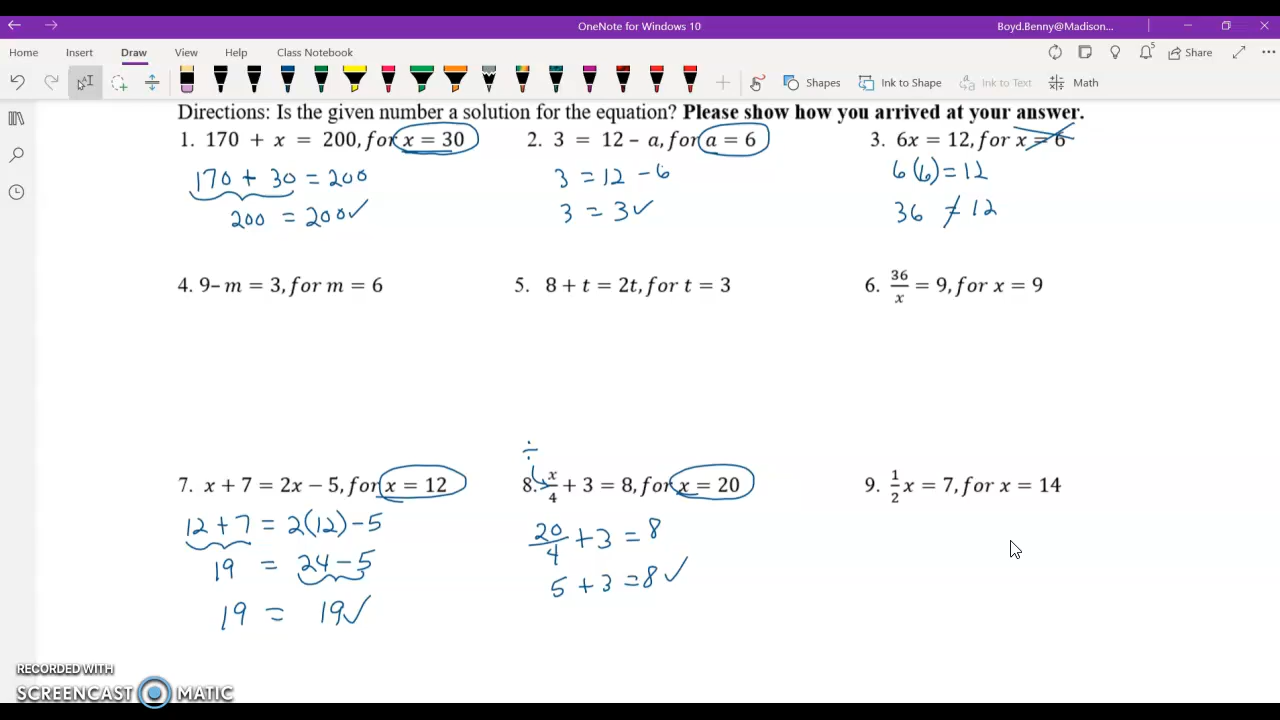 OneNote for Windows 10
Boyd.Benny@Madison...
Home Insert Draw View Help Class Notebook
5
Share
Shapes Ink to Shape Ink to Text Math
Directions: Is the given number a solution for the equation? Please show how you arrived at your answer.
1. 170 + x = 200, for x = 30
170 + 30 = 200
200 = 200✓
2. 3 = 12 - a, for a = 6
3 = 12 - 6
3 = 3✓
3. 6x = 12, for x = 6
6(6) = 12
36 ≠ 12
4. 9– m = 3, for m = 6
5. 8 + t = 2t, for t = 3
6. 36/x = 9, for x = 9
7. x + 7 = 2x − 5, for x = 12
12 + 7 = 2(12) - 5
19 = 24 - 5
19 = 19✓
÷
8. x/4 + 3 = 8, for x = 20
20/4 + 3 = 8
5 + 3 = 8 ✓
9. 1/2 x = 7, for x = 14
RECORDED WITH
SCREENCAST MATIC